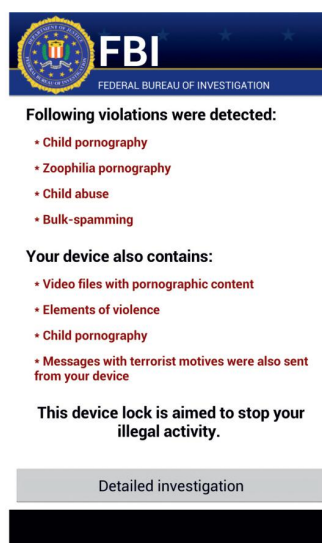 FBI
FEDERAL BUREAU OF INVESTIGATION
Following violations were detected:
* Child pornography
* Zoophilia pornography
* Child abuse
* Bulk-spamming
Your device also contains:
* Video files with pornographic content
* Elements of violence
* Child pornography
* Messages with terrorist motives were also sent
from your device
This device lock is aimed to stop your
illegal activity.
Detailed investigation